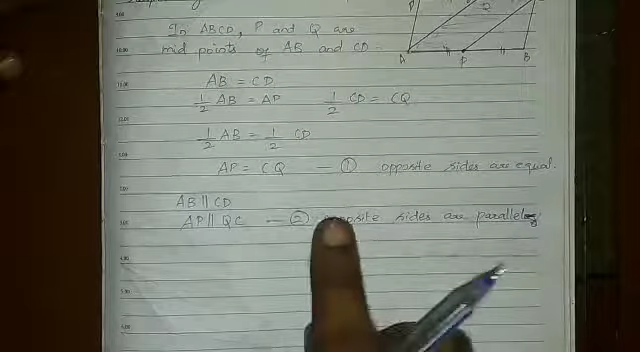 In ABCD, P and Q are
mid points of AB and CD.
AB = CD
1/2 AB = AP 1/2 CD = CQ
1/2 AB = 1/2 CD
AP = CQ — ① opposite sides are equal.
AB || CD
AP || QC — ② opposite sides are parallel
Q
A P B